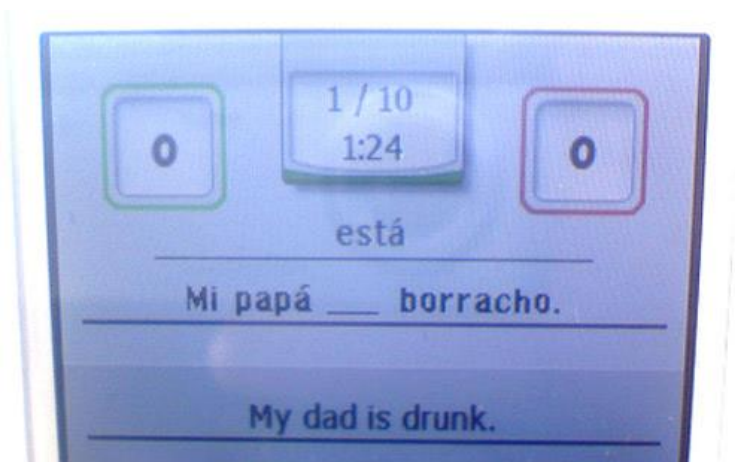 1 / 10
0 1:24 0
está
Mi papá ___ borracho.
My dad is drunk.